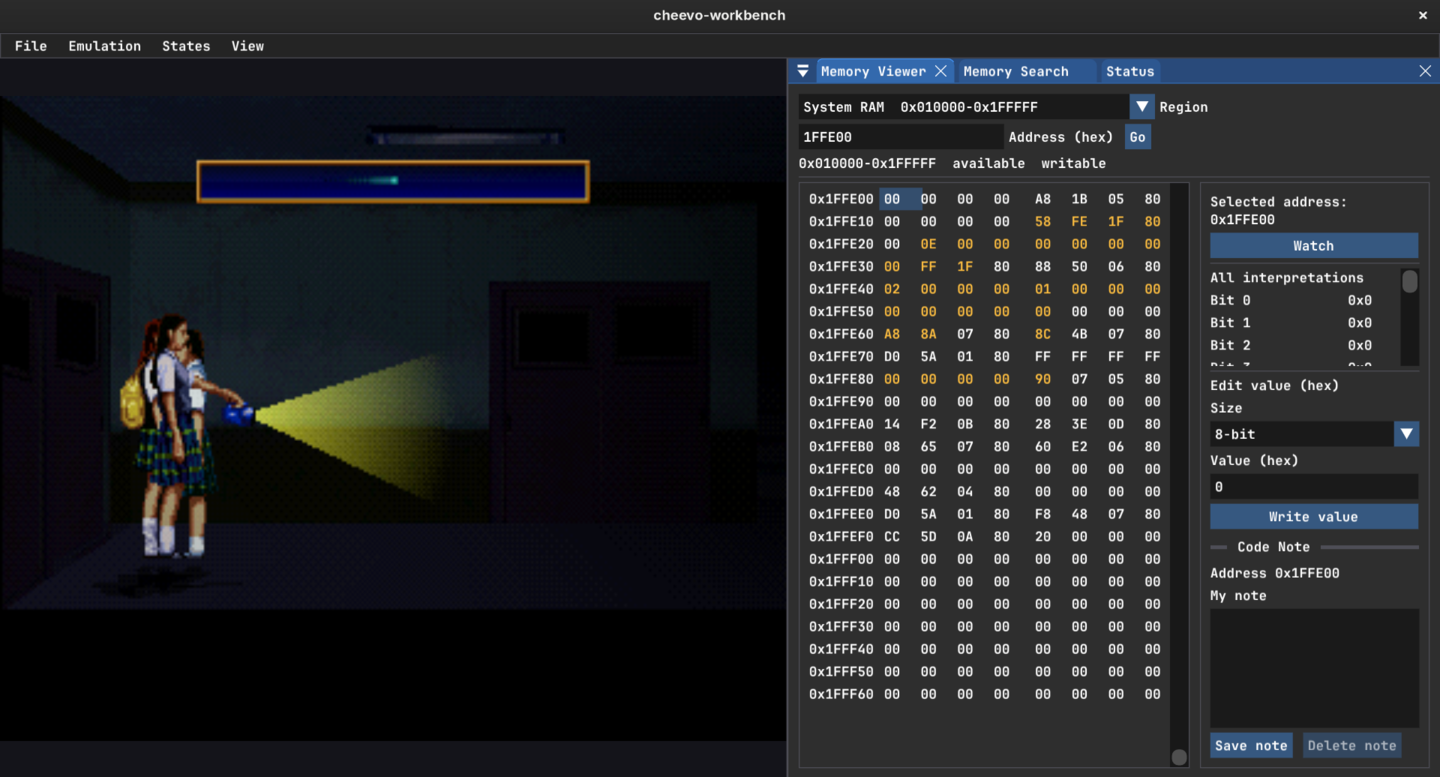 cheevo-workbench
File Emulation States View
Memory Viewer Memory Search Status
System RAM 0x010000-0x1FFFFF Region
1FFE00 Address (hex) Go
0x010000-0x1FFFFF available writable
0x1FFE00 00 00 00 00 A8 1B 05 80
0x1FFE10 00 00 00 00 58 FE 1F 80
0x1FFE20 00 0E 00 00 00 00 00 00
0x1FFE30 00 FF 1F 80 88 50 06 80
0x1FFE40 02 00 00 00 01 00 00 00
0x1FFE50 00 00 00 00 00 00 00 00
0x1FFE60 A8 8A 07 80 8C 4B 07 80
0x1FFE70 D0 5A 01 80 FF FF FF FF
0x1FFE80 00 00 00 00 90 07 05 80
0x1FFE90 00 00 00 00 00 00 00 00
0x1FFEA0 14 F2 0B 80 28 3E 0D 80
0x1FFEB0 08 65 07 80 60 E2 06 80
0x1FFEC0 00 00 00 00 00 00 00 00
0x1FFED0 48 62 04 80 00 00 00 00
0x1FFEE0 D0 5A 01 80 F8 48 07 80
0x1FFEF0 CC 5D 0A 80 20 00 00 00
0x1FFF00 00 00 00 00 00 00 00 00
0x1FFF10 00 00 00 00 00 00 00 00
0x1FFF20 00 00 00 00 00 00 00 00
0x1FFF30 00 00 00 00 00 00 00 00
0x1FFF40 00 00 00 00 00 00 00 00
0x1FFF50 00 00 00 00 00 00 00 00
0x1FFF60 00 00 00 00 00 00 00 00
Selected address:
0x1FFE00
Watch
All interpretations
Bit 0 0x0
Bit 1 0x0
Bit 2 0x0
Edit value (hex)
Size
8-bit
Value (hex)
0
Write value
Code Note
Address 0x1FFE00
My note
Save note Delete note